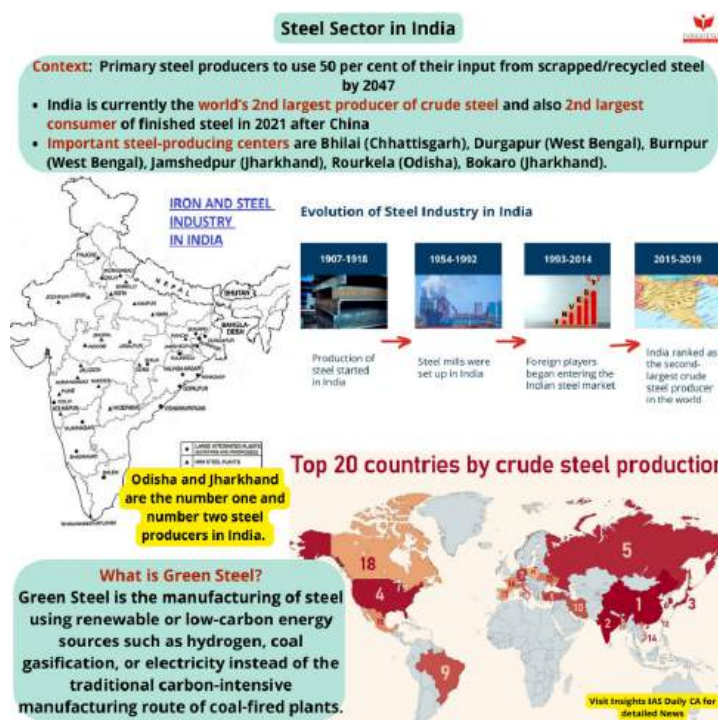 Steel Sector in India
Context: Primary steel producers to use 50 per cent of their input from scrapped/recycled steel
by 2047
• India is currently the world's 2nd largest producer of crude steel and also 2nd largest
consumer of finished steel in 2021 after China
• Important steel-producing centers are Bhilai (Chhattisgarh), Durgapur (West Bengal), Burnpur
(West Bengal), Jamshedpur (Jharkhand), Rourkela (Odisha), Bokaro (Jharkhand).
IRON AND STEEL
INDUSTRY
IN INDIA
NEPAL
BHUTAN
BANGLA-
DESH
Evolution of Steel Industry in India
1907-1918
1954-1992
1993-2014
2015-2019
INVEST
Production of
steel started
in India
Steel mills were
set up in India
Foreign players
began entering the
Indian steel market
India ranked as
the second-
largest crude
steel producer
in the world
Odisha and Jharkhand
are the number one and
number two steel
producers in India.
Top 20 countries by crude steel production
18
4
5
1
2
3
9
10
14
What is Green Steel?
Green Steel is the manufacturing of steel
using renewable or low-carbon energy
sources such as hydrogen, coal
gasification, or electricity instead of the
traditional carbon-intensive
manufacturing route of coal-fired plants.
Visit Insights IAS Daily CA for
detailed News